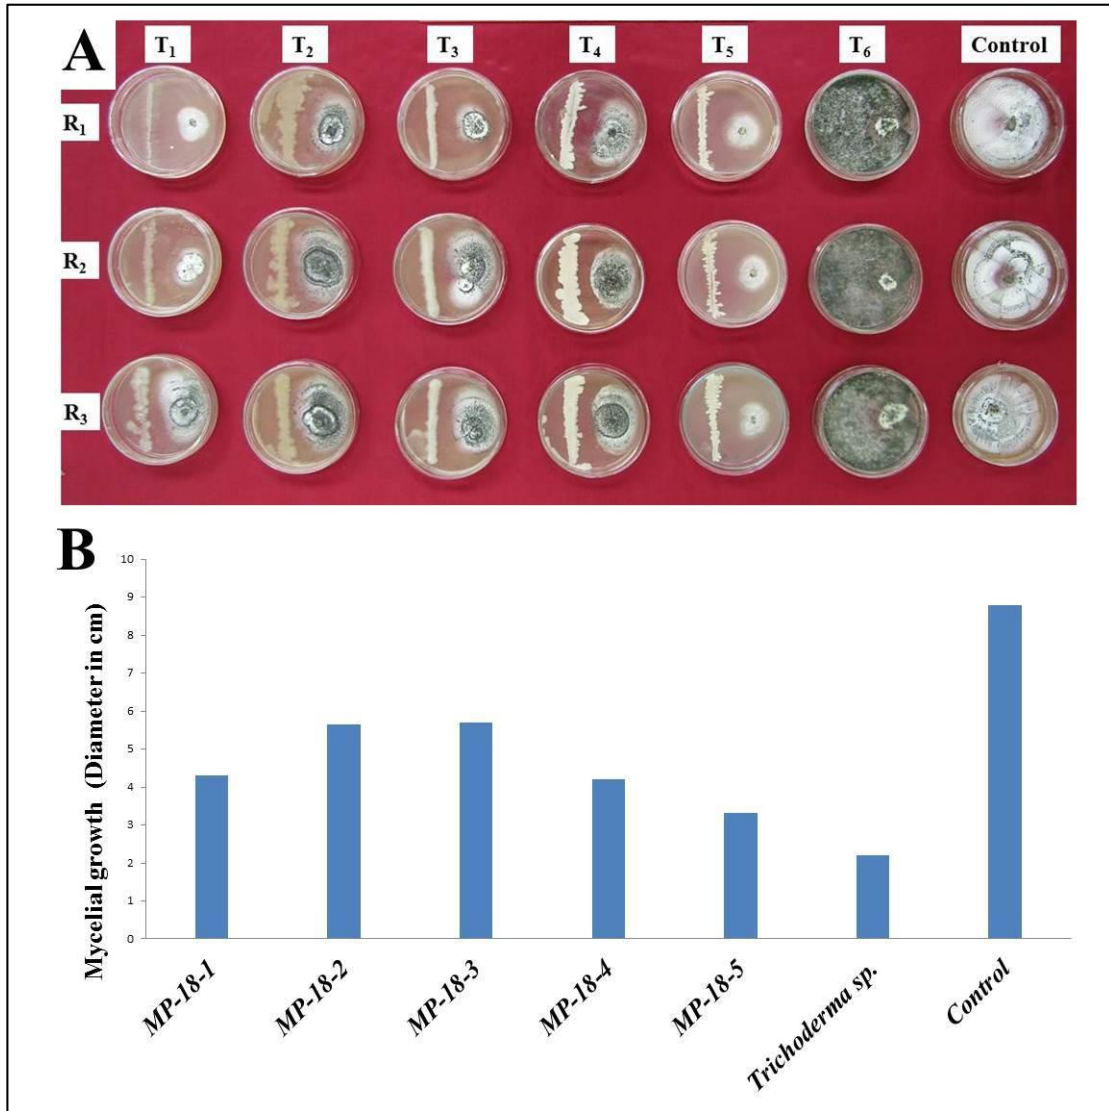 A
T₁ T₂ T₃ T₄ T₅ T₆ Control
R₁
R₂
R₃
B
Mycelial growth (Diameter in cm)
10
9
8
7
6
5
4
3
2
1
0
MP-18-1 MP-18-2 MP-18-3 MP-18-4 MP-18-5 Trichoderma sp. Control